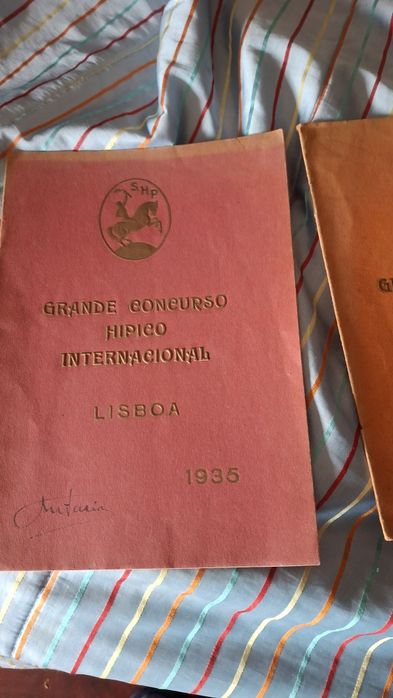 S.H.P.
GRANDE CONCURSO
HIPICO
INTERNACIONAL
LISBOA
1935
G